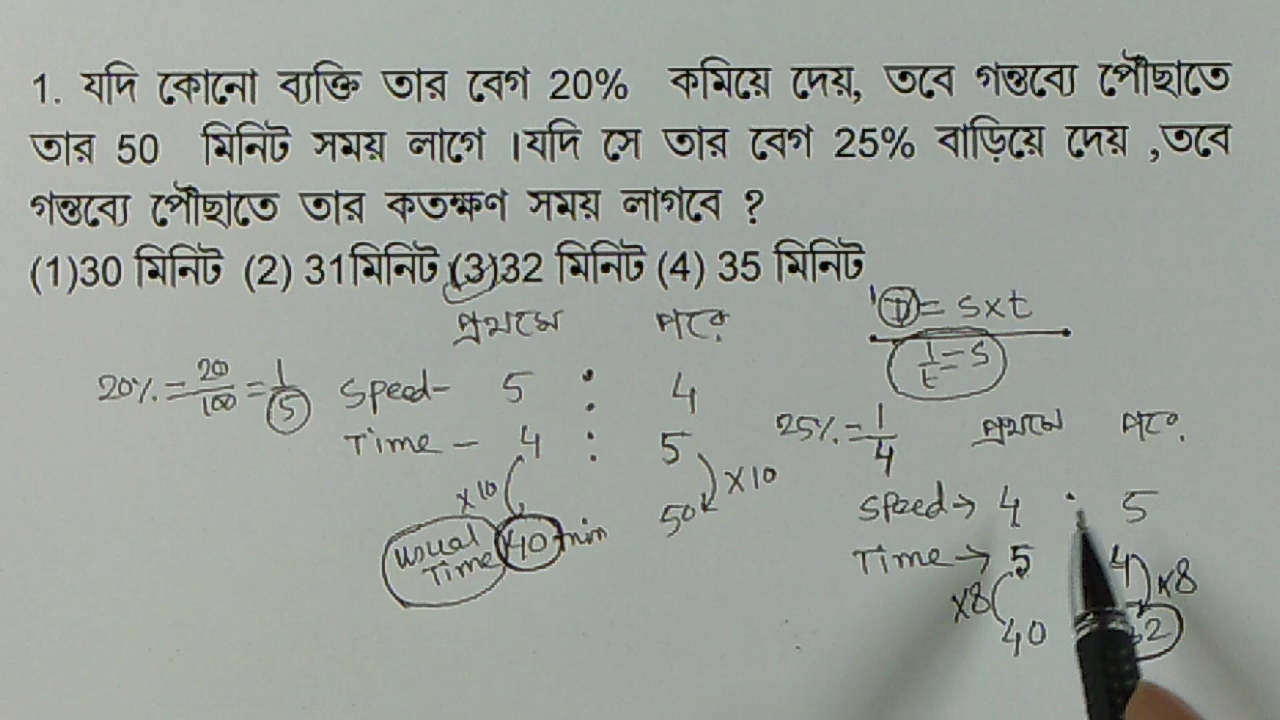 1. যদি কোনো ব্যক্তি তার বেগ 20% কমিয়ে দেয়, তবে গন্তব্যে পৌছাতে
তার 50 মিনিট সময় লাগে ।যদি সে তার বেগ 25% বাড়িয়ে দেয় ,তবে
গন্তব্যে পৌছাতে তার কতক্ষণ সময় লাগবে ?
(1)30 মিনিট (2) 31মিনিট (3)32 মিনিট (4) 35 মিনিট
প্রথমে পরে
D = s×t
1/t = s
20% = 20/100 = 1/5 Speed- 5 : 4
Time - 4 : 5
×10 ×10
usual Time 40 min 50
25% = 1/4 প্রথমে পরে
Speed → 4 : 5
Time → 5 4
×8 ×8
40